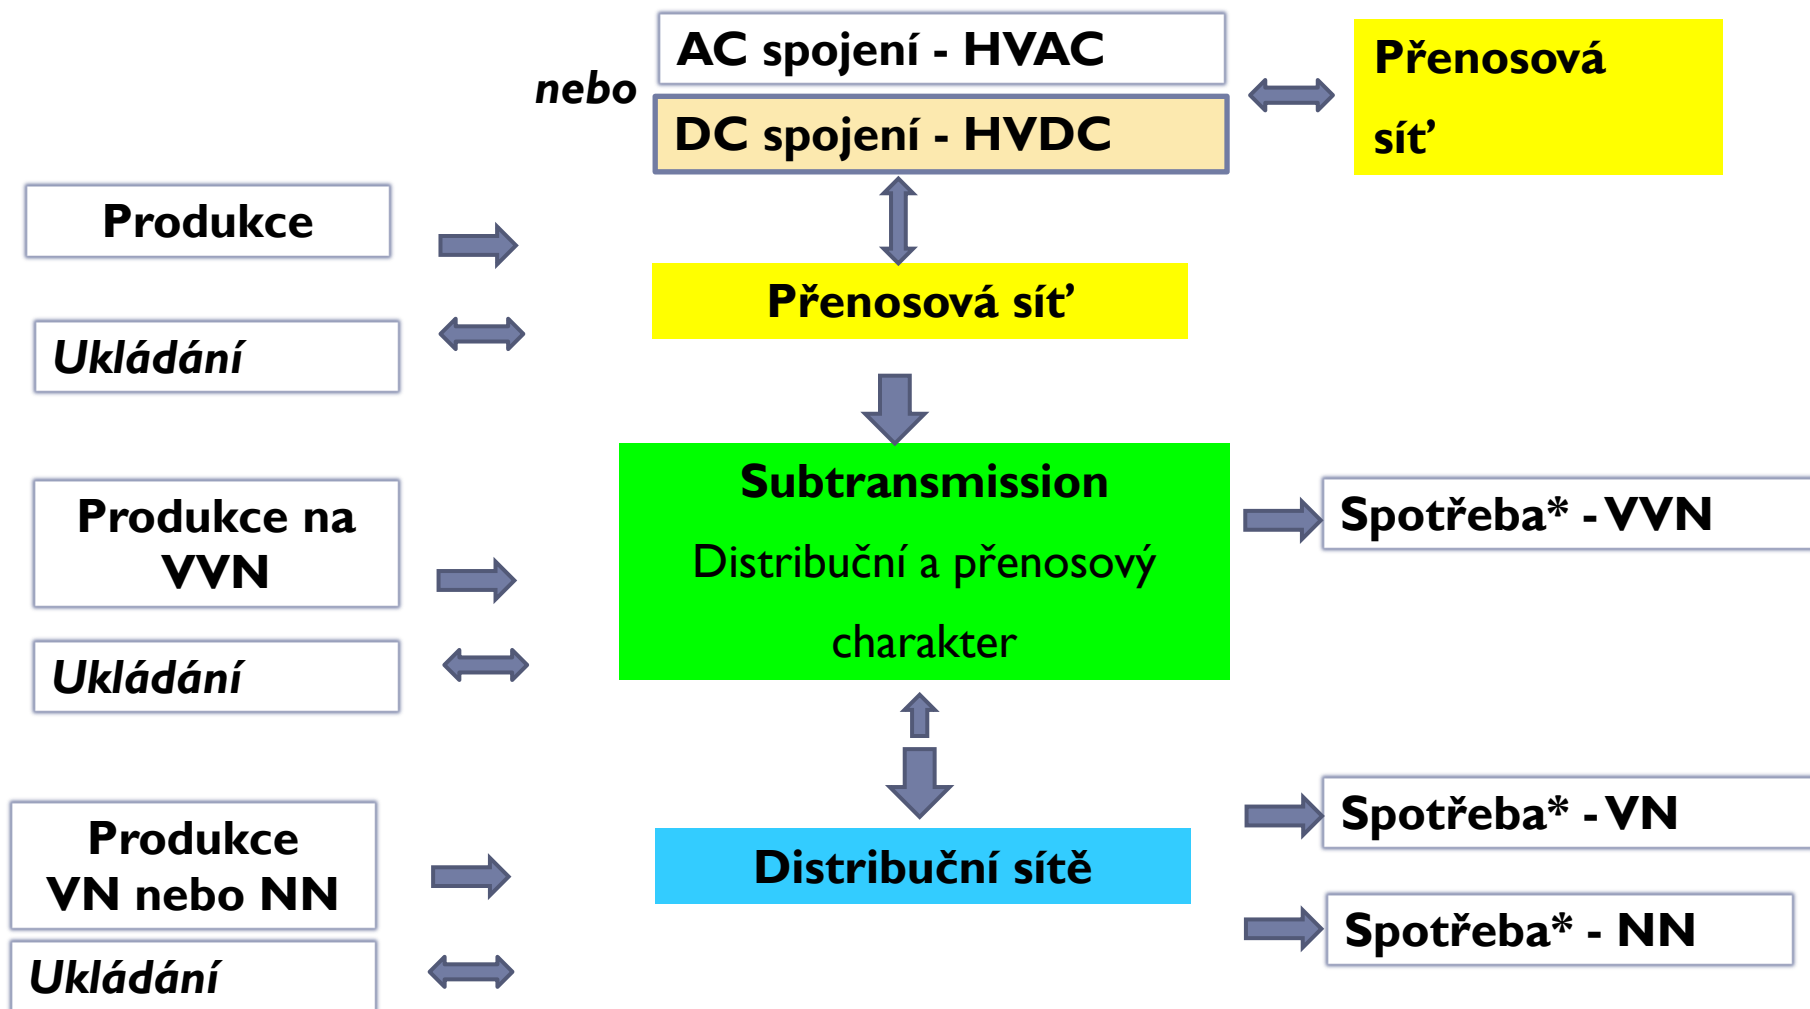 AC spojení - HVAC
nebo
DC spojení - HVDC
Přenosová
síť
Produkce
Přenosová síť
Ukládání
Subtransmission
Distribuční a přenosový
charakter
Produkce na
VVN
Spotřeba* - VVN
Ukládání
Produkce
VN nebo NN
Distribuční sítě
Spotřeba* - VN
Spotřeba* - NN
Ukládání